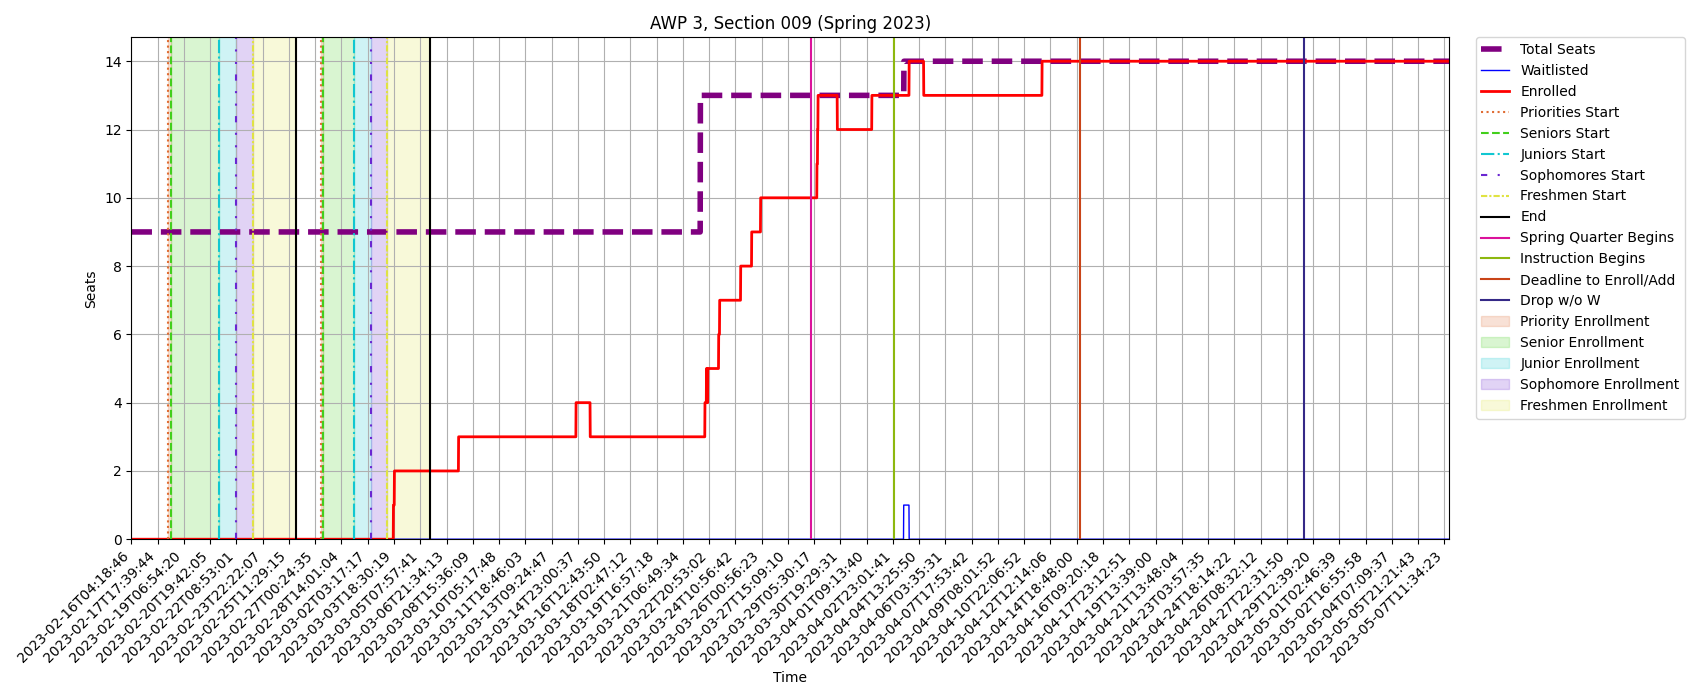 AWP 3, Section 009 (Spring 2023)
Seats
14
12
10
8
6
4
2
0
2023-02-16T04:18:46
2023-02-17T17:39:44
2023-02-19T06:54:20
2023-02-20T19:42:05
2023-02-22T08:53:01
2023-02-23T22:22:07
2023-02-25T11:29:15
2023-02-27T00:24:35
2023-02-28T14:01:04
2023-03-02T03:17:17
2023-03-03T18:30:19
2023-03-05T07:57:41
2023-03-06T21:34:13
2023-03-08T15:36:09
2023-03-10T05:17:48
2023-03-11T18:46:03
2023-03-13T09:24:47
2023-03-14T23:00:37
2023-03-16T12:43:50
2023-03-18T02:47:12
2023-03-19T16:57:18
2023-03-21T06:49:34
2023-03-22T20:53:02
2023-03-24T10:56:42
2023-03-26T00:56:23
2023-03-27T15:09:10
2023-03-29T05:30:17
2023-03-30T19:29:31
2023-04-01T09:13:40
2023-04-02T23:01:41
2023-04-04T13:25:50
2023-04-06T03:35:31
2023-04-07T17:53:42
2023-04-09T08:01:52
2023-04-10T22:06:52
2023-04-12T12:14:06
2023-04-14T18:48:00
2023-04-16T09:20:18
2023-04-17T23:12:51
2023-04-19T13:39:00
2023-04-21T13:48:04
2023-04-23T03:57:35
2023-04-24T18:14:22
2023-04-26T08:32:12
2023-04-27T22:31:50
2023-04-29T12:39:20
2023-05-01T02:46:39
2023-05-02T16:55:58
2023-05-04T07:09:37
2023-05-05T21:21:43
2023-05-07T11:34:23
Time
Total Seats
Waitlisted
Enrolled
Priorities Start
Seniors Start
Juniors Start
Sophomores Start
Freshmen Start
End
Spring Quarter Begins
Instruction Begins
Deadline to Enroll/Add
Drop w/o W
Priority Enrollment
Senior Enrollment
Junior Enrollment
Sophomore Enrollment
Freshmen Enrollment